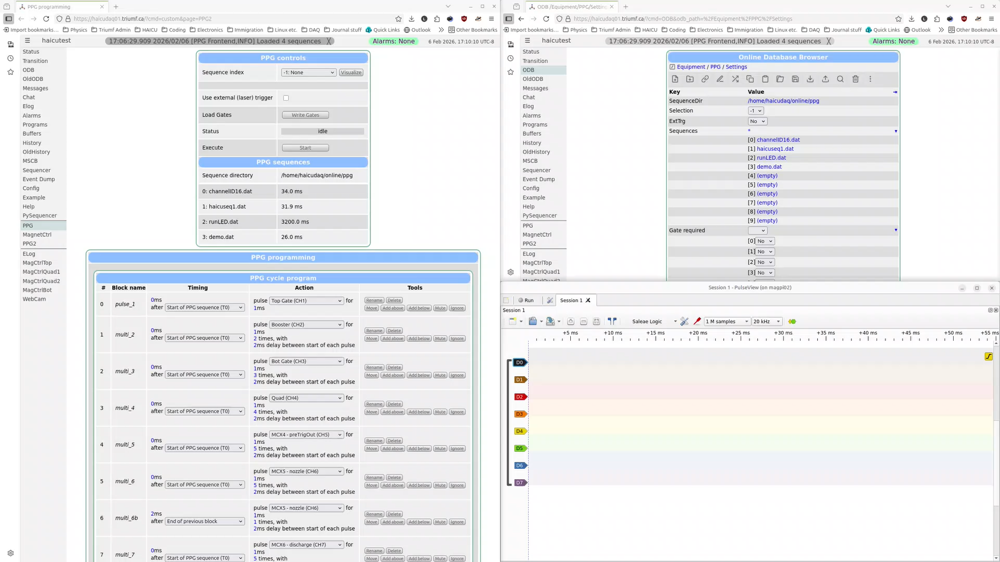 PPG programming
https://haicudaq01.triumf.ca/?cmd=custom&page=PPG2
Import bookmarks... Physics Triumf Admin HAICU Coding Electronics Immigration Linux etc. DAQ Journal stuff Quick Links Outlook Other Bookmarks
haicutest
17:06:29.909 2026/02/06 [PPG Frontend,INFO] Loaded 4 sequences X
Alarms: None
6 Feb 2026, 17:10:10 UTC-8
Status
Transition
ODB
OldODB
Messages
Chat
Elog
Alarms
Programs
Buffers
History
OldHistory
MSCB
Sequencer
Event Dump
Config
Example
Help
PySequencer
PPG
MagnetCtrl
PPG2
ELog
MagCtrlTop
MagCtrlQuad1
MagCtrlQuad2
MagCtrlBot
WebCam
PPG controls
Sequence index -1: None Visualize
Use external (laser) trigger
Load Gates Write Gates
Status idle
Execute Start
PPG sequences
Sequence directory /home/haicudaq/online/ppg
0: channelID16.dat 34.0 ms
1: haicuseq1.dat 31.9 ms
2: runLED.dat 3200.0 ms
3: demo.dat 26.0 ms
PPG programming
PPG cycle program
# Block name Timing Action Tools
0 pulse_1
0ms
after Start of PPG sequence (T0)
pulse Top Gate (CH1) for
1ms
Rename Delete
Move Add above Add below Mute Ignore
1 multi_2
0ms
after Start of PPG sequence (T0)
pulse Booster (CH2) for
1ms
2 times, with
2ms delay between start of each pulse
Rename Delete
Move Add above Add below Mute Ignore
2 multi_3
0ms
after Start of PPG sequence (T0)
pulse Bot Gate (CH3) for
1ms
3 times, with
2ms delay between start of each pulse
Rename Delete
Move Add above Add below Mute Ignore
3 multi_4
0ms
after Start of PPG sequence (T0)
pulse Quad (CH4) for
1ms
4 times, with
2ms delay between start of each pulse
Rename Delete
Move Add above Add below Mute Ignore
4 multi_5
0ms
after Start of PPG sequence (T0)
pulse MCX4 - preTrigOut (CH5) for
1ms
5 times, with
2ms delay between start of each pulse
Rename Delete
Move Add above Add below Mute Ignore
5 multi_6
0ms
after Start of PPG sequence (T0)
pulse MCX5 - nozzle (CH6) for
1ms
5 times, with
2ms delay between start of each pulse
Rename Delete
Move Add above Add below Mute Ignore
6 multi_6b
2ms
after End of previous block
pulse MCX5 - nozzle (CH6) for
1ms
1 times, with
2ms delay between start of each pulse
Rename Delete
Move Add above Add below Mute Ignore
7 multi_7
0ms
after Start of PPG sequence (T0)
pulse MCX6 - discharge (CH7) for
1ms
5 times, with
Rename Delete
Move Add above Add below Mute Ignore
ODB /Equipment/PPG/Setting
https://haicudaq01.triumf.ca/?cmd=ODB&odb_path=%2FEquipment%2FPPG%2FSettings
Import bookmarks... Physics Triumf Admin HAICU Coding Electronics Immigration Linux etc. DAQ Journal stuff Outlook Other Bookmarks
haicutest
17:06:29.909 2026/02/06 [PPG Frontend,INFO] Loaded 4 sequences X
Alarms: None
6 Feb 2026, 17:10:10 UTC-8
Status
Transition
ODB
OldODB
Messages
Chat
Elog
Alarms
Programs
Buffers
History
OldHistory
MSCB
Sequencer
Event Dump
Config
Example
Help
PySequencer
PPG
MagnetCtrl
PPG2
ELog
MagCtrlTop
MagCtrlQuad1
MagCtrlQuad2
Online Database Browser
/ Equipment / PPG / Settings
Key Value
SequenceDir /home/haicudaq/online/ppg
Selection -1
ExtTrg No
Sequences *
[0] channelID16.dat
[1] haicuseq1.dat
[2] runLED.dat
[3] demo.dat
[4] (empty)
[5] (empty)
[6] (empty)
[7] (empty)
[8] (empty)
[9] (empty)
Gate required
[0] No
[1] No
[2] No
[3] No
Session 1 - PulseView (on magpi02)
Run Session 1
Session 1
Saleae Logic 1 M samples 20 kHz
+5 ms +10 ms +15 ms +20 ms +25 ms +30 ms +35 ms +40 ms +45 ms +50 ms +55 ms
D0
D1
D2
D3
D4
D5
D6
D7